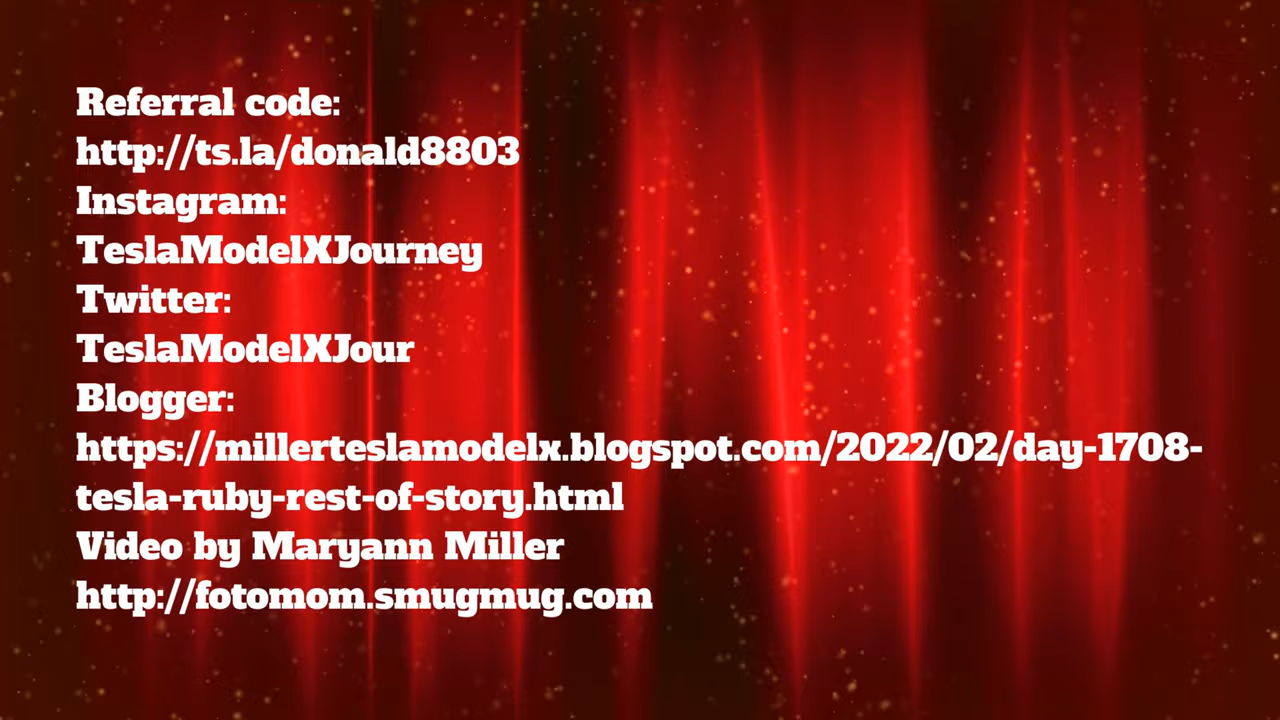 Referral code:
http://ts.la/donald8803
Instagram:
TeslaModelXJourney
Twitter:
TeslaModelXJour
Blogger:
https://millerteslamodelx.blogspot.com/2022/02/day-1708-
tesla-ruby-rest-of-story.html
Video by Maryann Miller
http://fotomom.smugmug.com